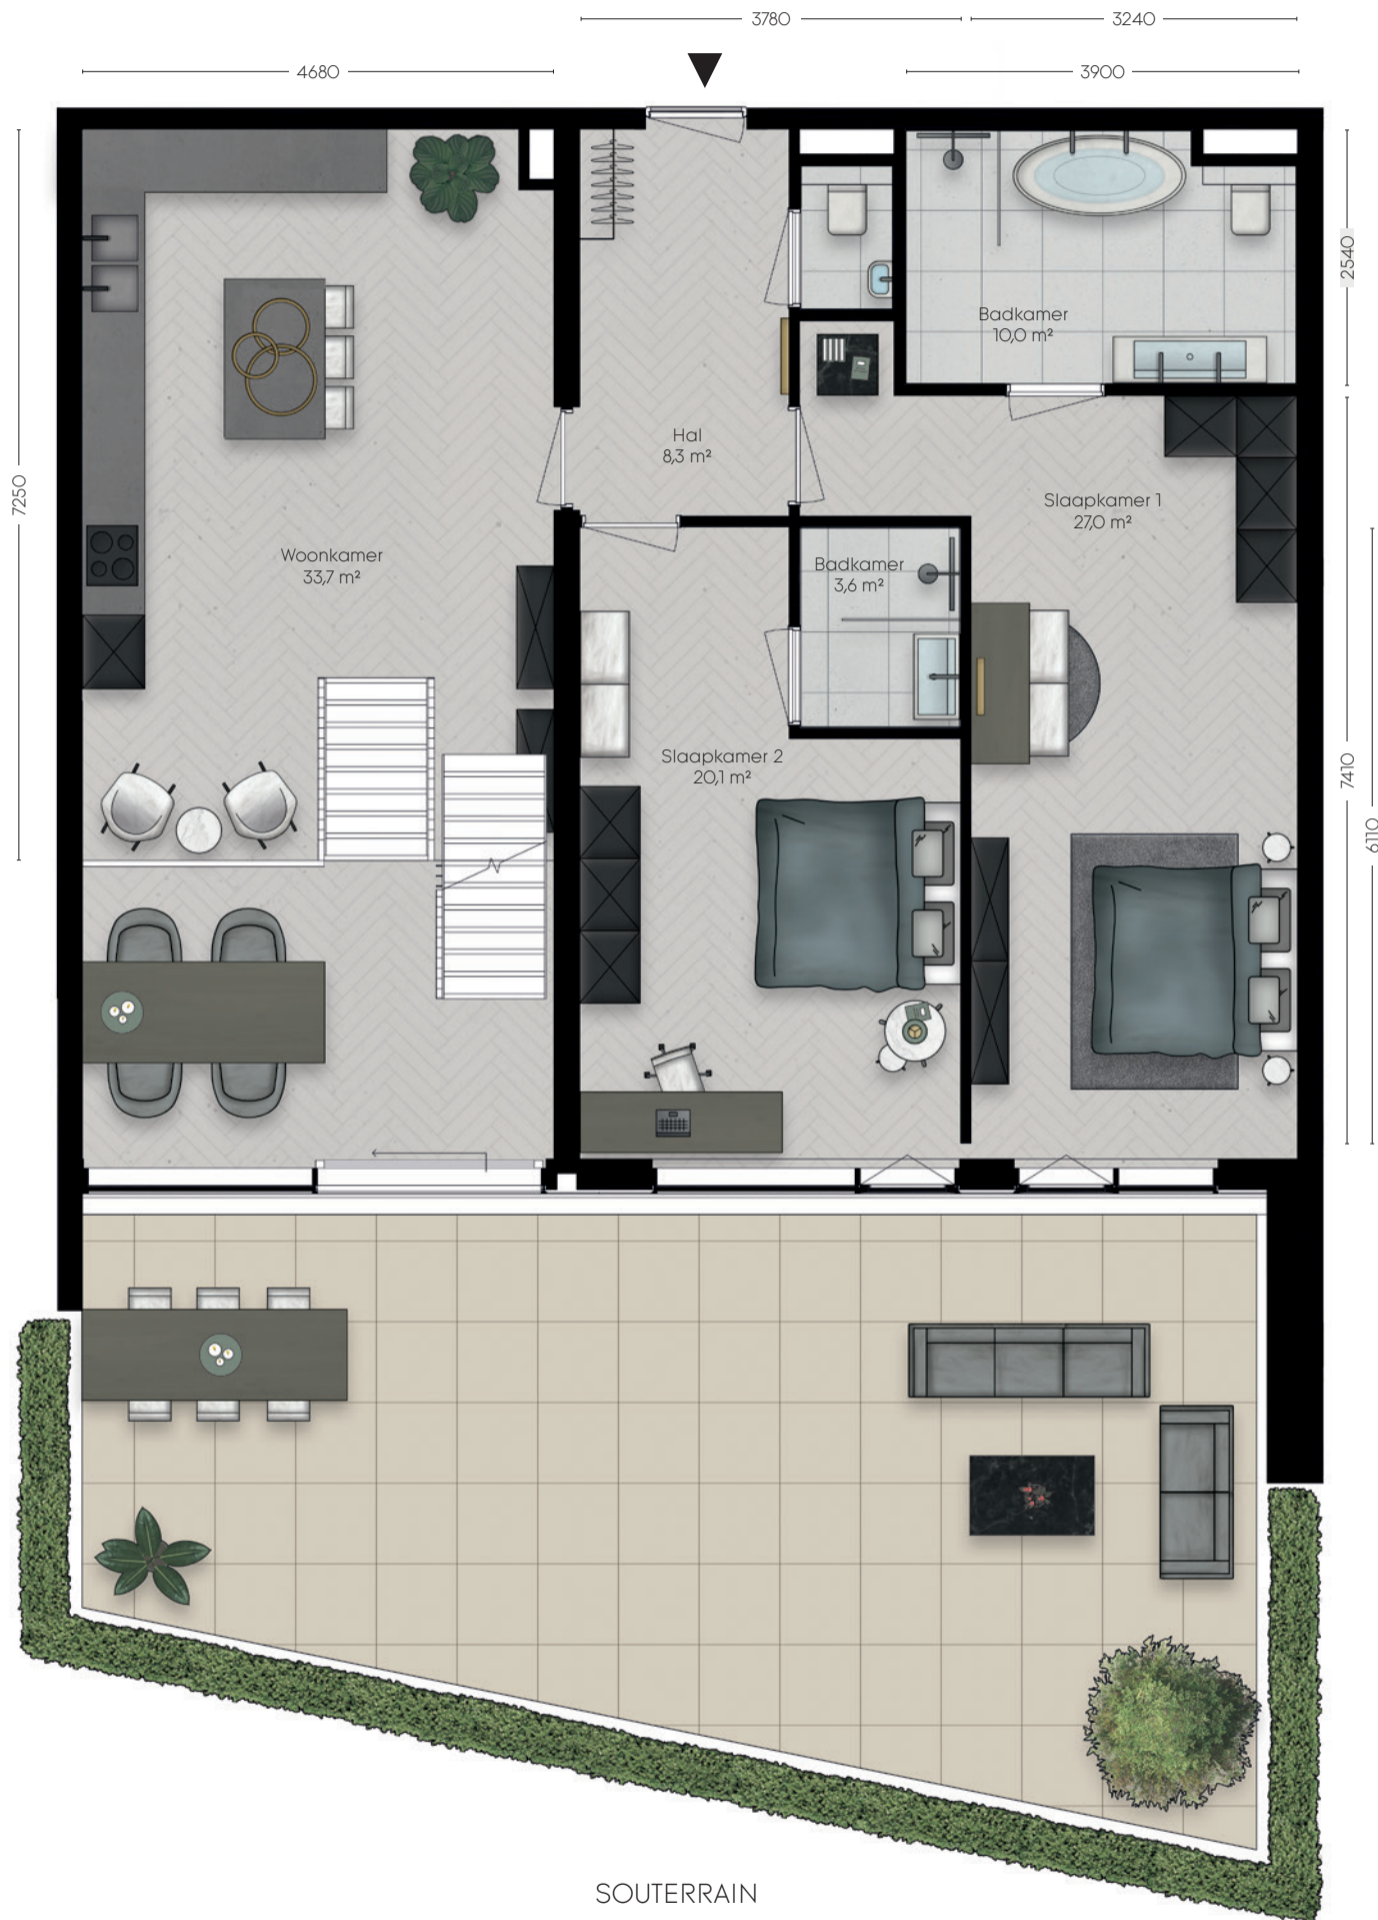 3780
3240
4680
3900
2540
Badkamer
10,0 m²
Hal
8,3 m²
7250
Slaapkamer 1
27,0 m²
Woonkamer
33,7 m²
Badkamer
3,6 m²
Slaapkamer 2
20,1 m²
7410
6110
SOUTERRAIN